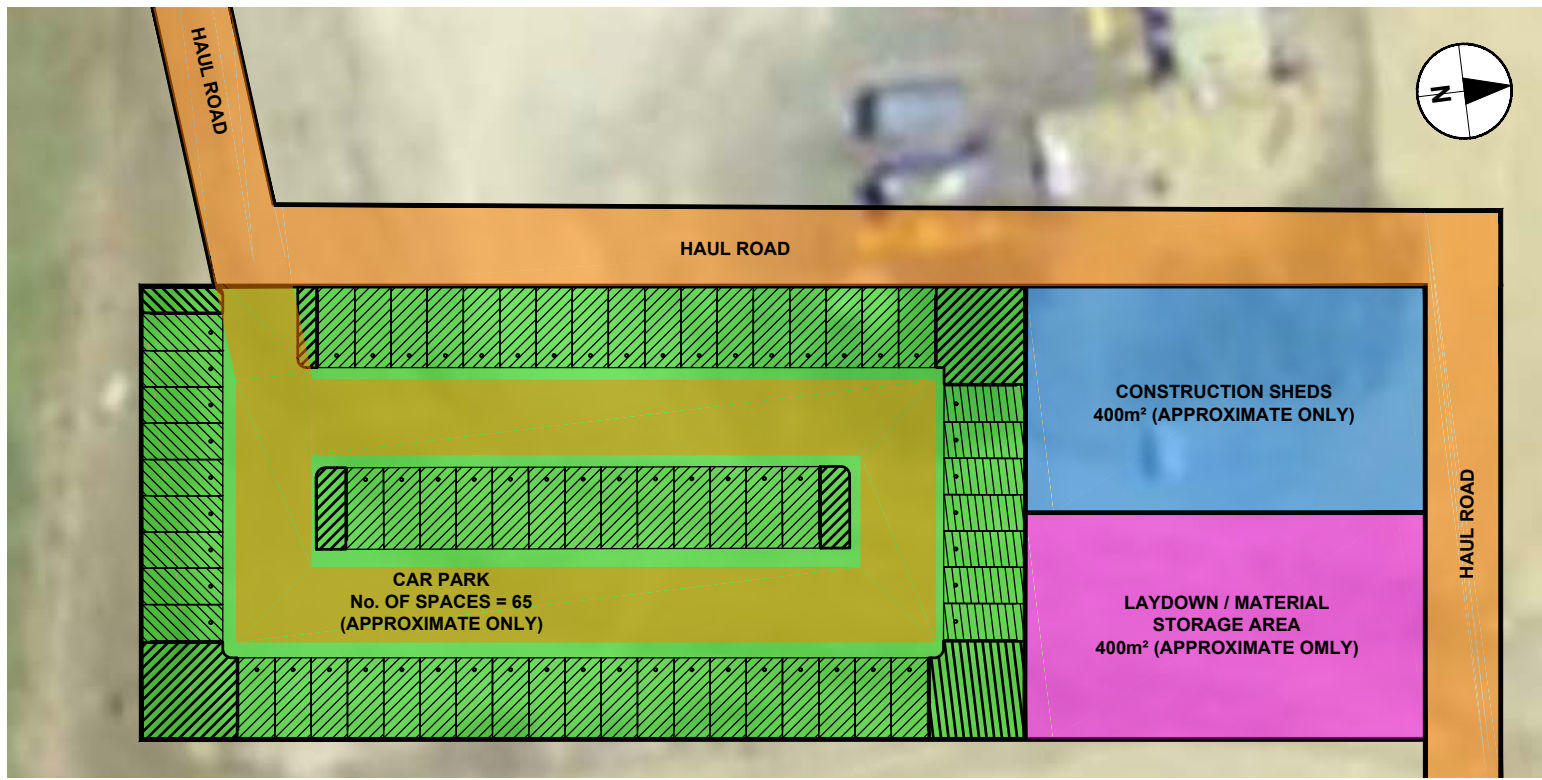 HAUL ROAD
N
HAUL ROAD
CONSTRUCTION SHEDS
400m² (APPROXIMATE ONLY)
HAUL ROAD
CAR PARK
No. OF SPACES = 65
(APPROXIMATE ONLY)
LAYDOWN / MATERIAL
STORAGE AREA
400m² (APPROXIMATE OMLY)